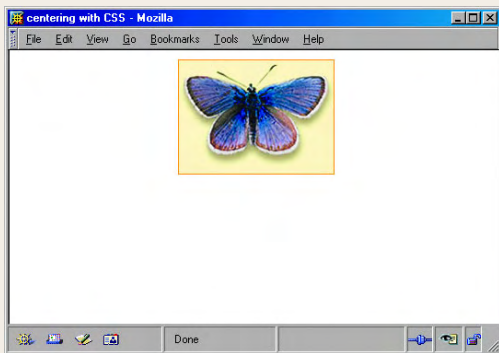 centering with CSS - Mozilla
File Edit View Go Bookmarks Tools Window Help
Done